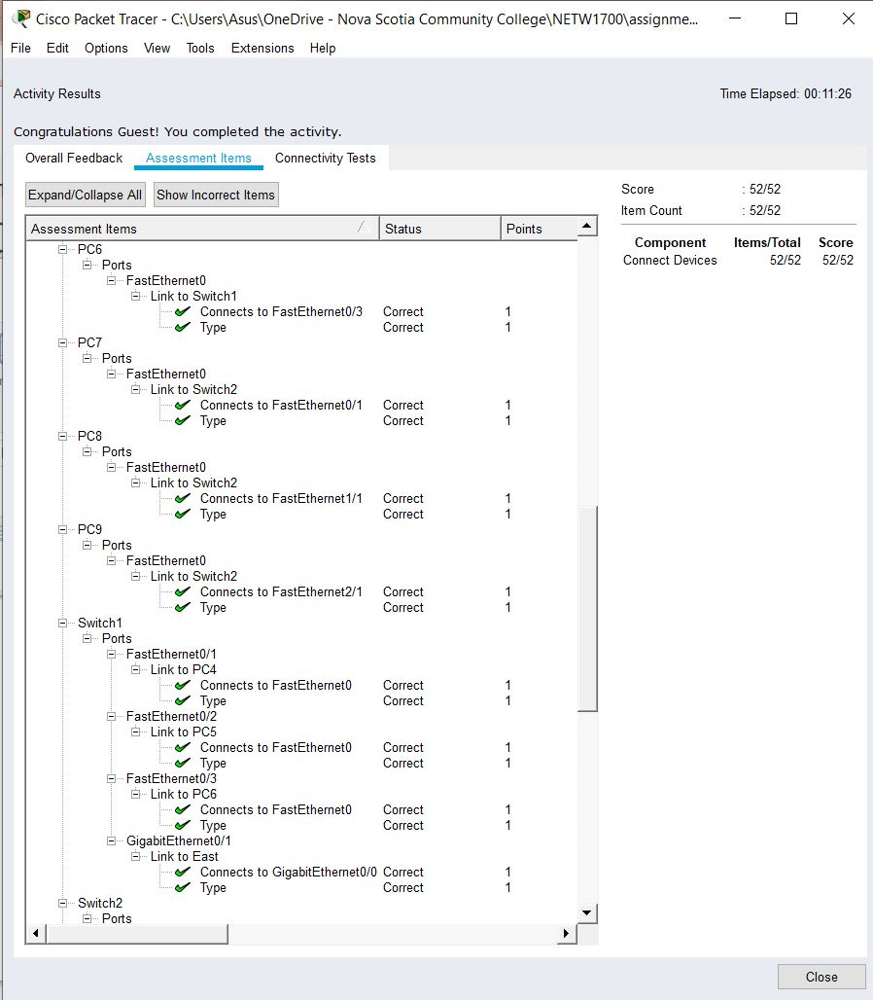 Cisco Packet Tracer - C:\Users\Asus\OneDrive - Nova Scotia Community College\NETW1700\assignme...
File Edit Options View Tools Extensions Help
Activity Results Time Elapsed: 00:11:26
Congratulations Guest! You completed the activity.
Overall Feedback Assessment Items Connectivity Tests
Expand/Collapse All Show Incorrect Items
Score : 52/52
Item Count : 52/52
Component Items/Total Score
Connect Devices 52/52 52/52
Assessment Items Status Points
PC6
Ports
FastEthernet0
Link to Switch1
Connects to FastEthernet0/3 Correct 1
Type Correct 1
PC7
Ports
FastEthernet0
Link to Switch2
Connects to FastEthernet0/1 Correct 1
Type Correct 1
PC8
Ports
FastEthernet0
Link to Switch2
Connects to FastEthernet1/1 Correct 1
Type Correct 1
PC9
Ports
FastEthernet0
Link to Switch2
Connects to FastEthernet2/1 Correct 1
Type Correct 1
Switch1
Ports
FastEthernet0/1
Link to PC4
Connects to FastEthernet0 Correct 1
Type Correct 1
FastEthernet0/2
Link to PC5
Connects to FastEthernet0 Correct 1
Type Correct 1
FastEthernet0/3
Link to PC6
Connects to FastEthernet0 Correct 1
Type Correct 1
GigabitEthernet0/1
Link to East
Connects to GigabitEthernet0/0 Correct 1
Type Correct 1
Switch2
Ports
Close